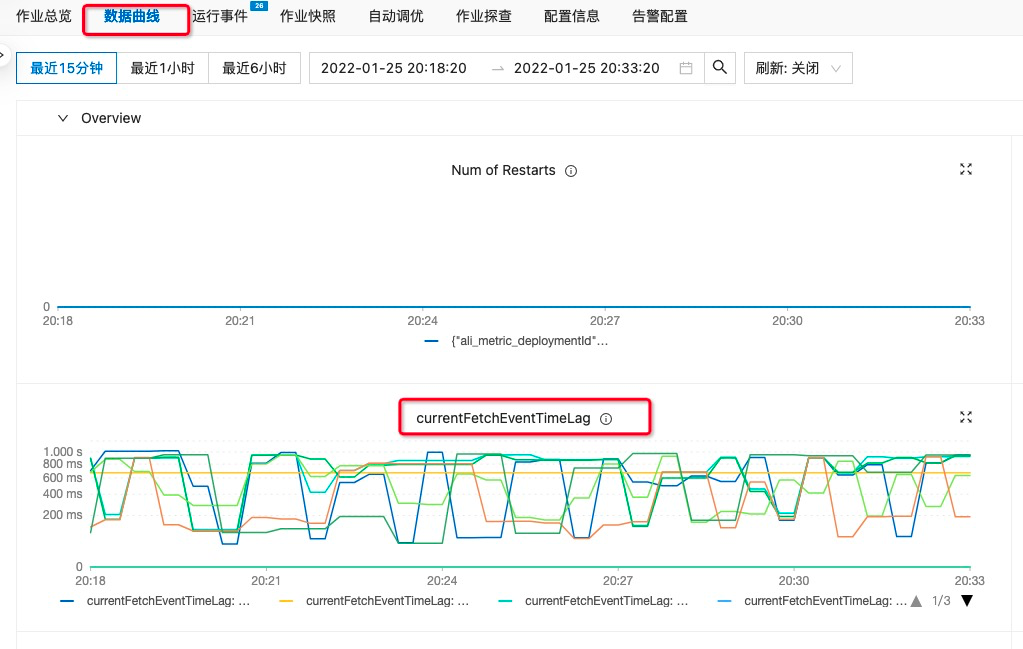 作业总览 数据曲线 运行事件 26 作业快照 自动调优 作业探查 配置信息 告警配置
最近15分钟 最近1小时 最近6小时 2022-01-25 20:18:20 → 2022-01-25 20:33:20 刷新: 关闭
Overview
Num of Restarts
0
20:18 20:21 20:24 20:27 20:30 20:33
{"ali_metric_deploymentId"...
currentFetchEventTimeLag
1.000 s
800 ms
600 ms
400 ms
200 ms
0
20:18 20:21 20:24 20:27 20:30 20:33
currentFetchEventTimeLag: ... currentFetchEventTimeLag: ... currentFetchEventTimeLag: ... currentFetchEventTimeLag: ... 1/3